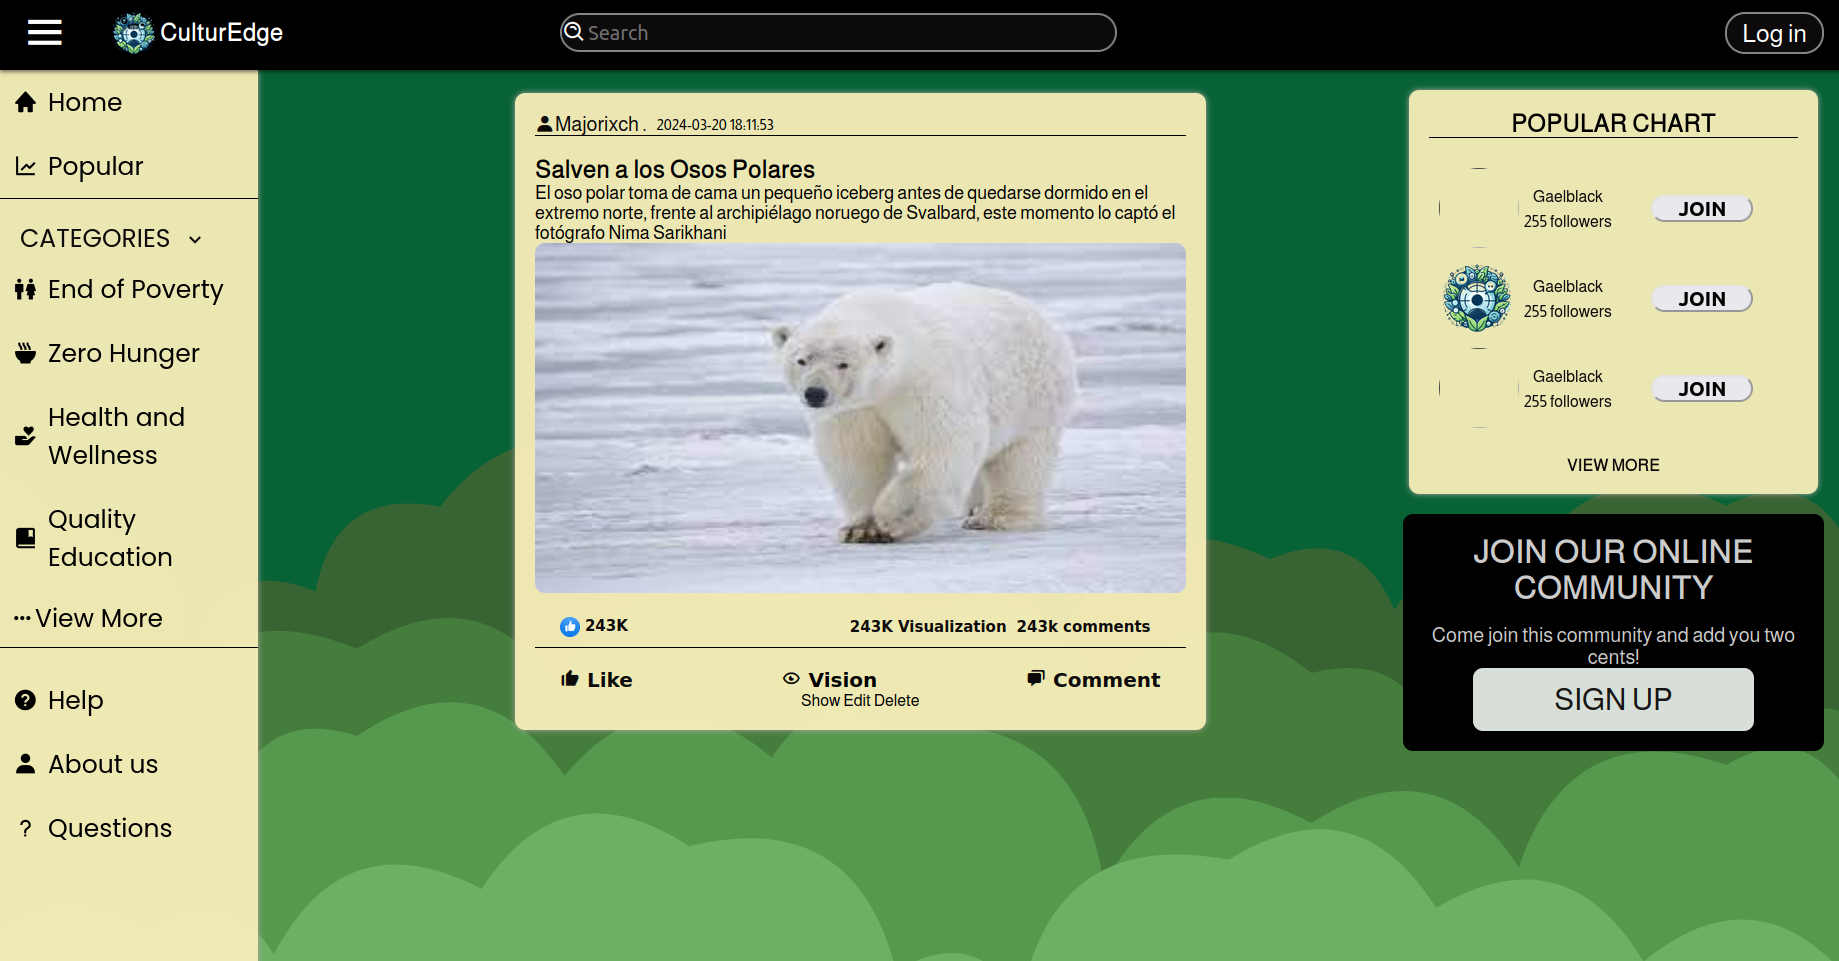 CulturEdge
Search
Log in
Home
Popular
CATEGORIES
End of Poverty
Zero Hunger
Health and
Wellness
Quality
Education
View More
Help
About us
Questions
Majorixch . 2024-03-20 18:11:53
Salven a los Osos Polares
El oso polar toma de cama un pequeño iceberg antes de quedarse dormido en el
extremo norte, frente al archipiélago noruego de Svalbard, este momento lo captó el
fotógrafo Nima Sarikhani
243K
243K Visualization 243k comments
Like
Vision
Comment
Show Edit Delete
POPULAR CHART
Gaelblack
255 followers
JOIN
Gaelblack
255 followers
JOIN
Gaelblack
255 followers
JOIN
VIEW MORE
JOIN OUR ONLINE
COMMUNITY
Come join this community and add you two
cents!
SIGN UP